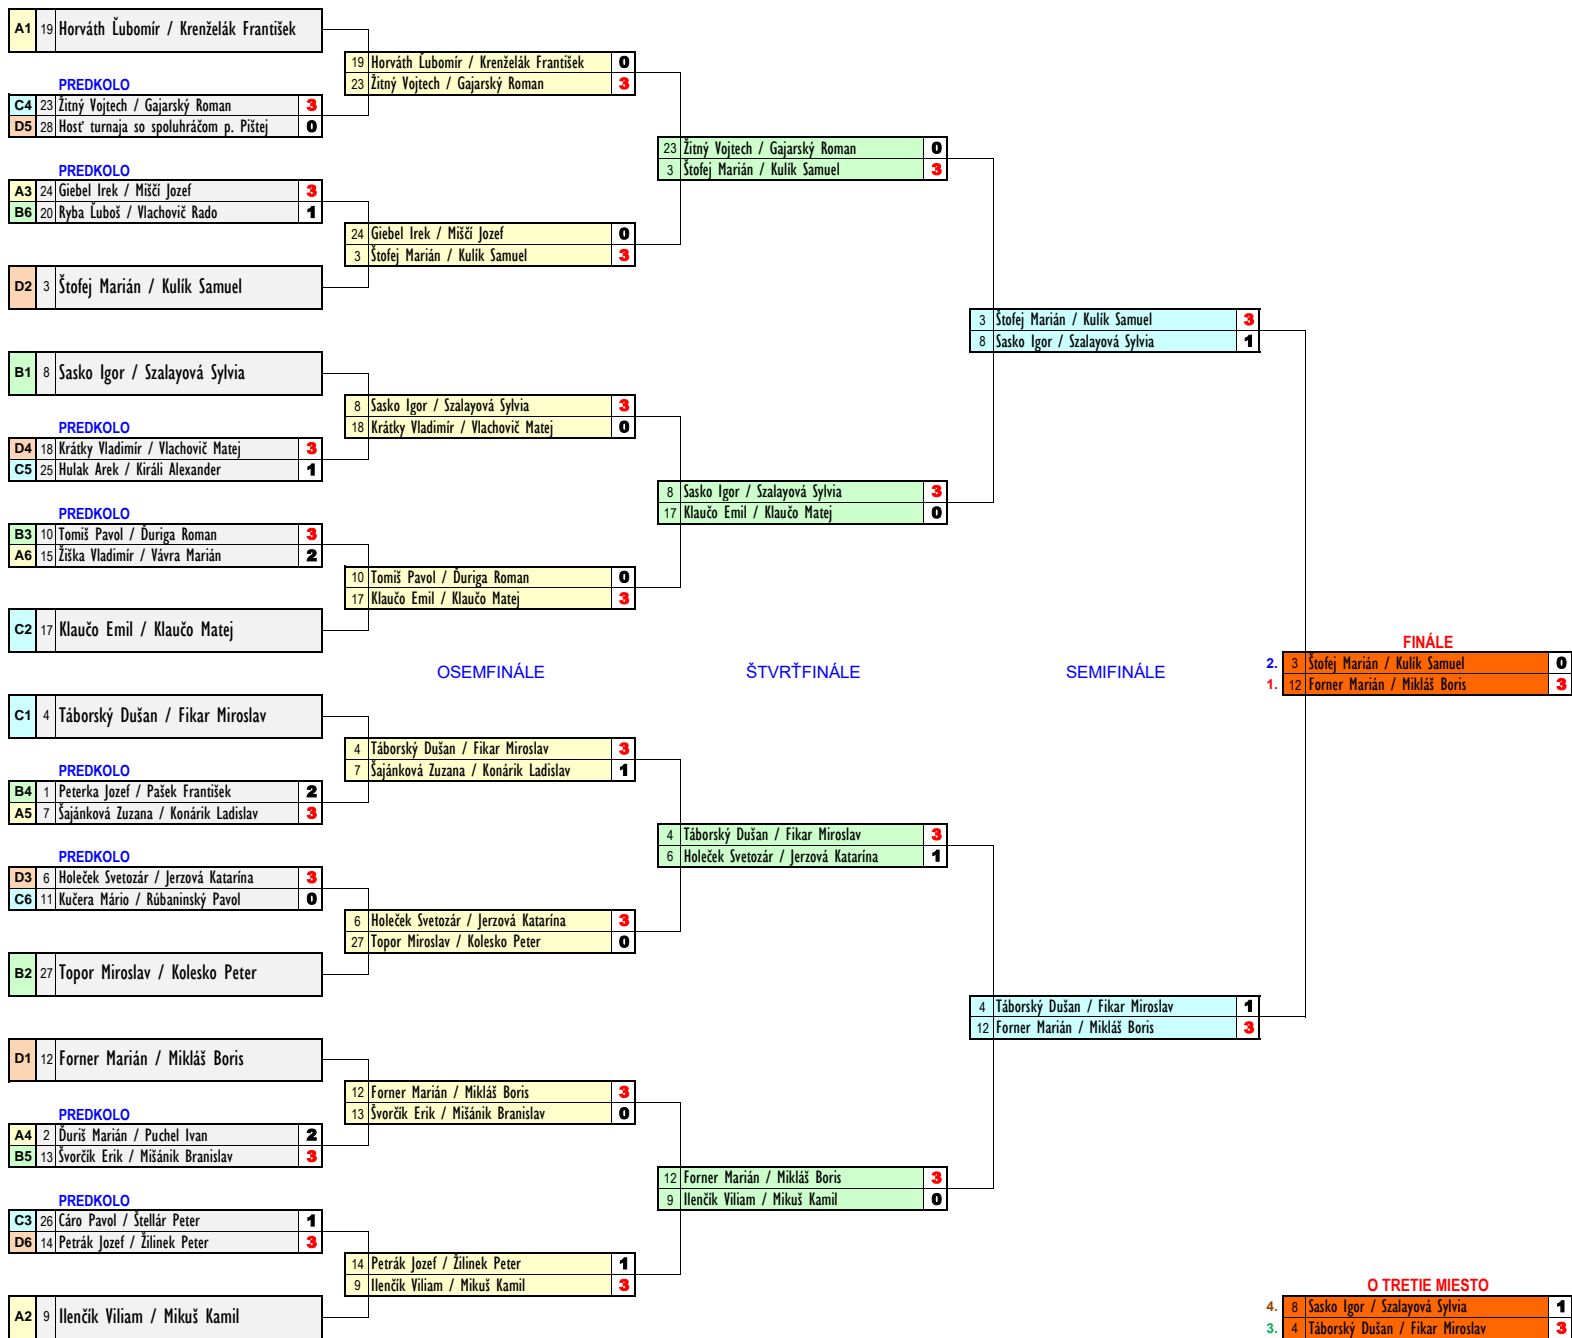 A1 19 Horváth Ľubomír / Krenželák František
PREDKOLO
C4 23 Žitný Vojtech / Gajarský Roman 3
D5 28 Hosť turnaja so spoluhráčom p. Pištej 0
PREDKOLO
A3 24 Giebel Irek / Miščí Jozef 3
B6 20 Ryba Ľuboš / Vlachovič Rado 1
D2 3 Štofej Marián / Kulík Samuel
B1 8 Sasko Igor / Szalayová Sylvia
PREDKOLO
D4 18 Krátky Vladimír / Vlachovič Matej 3
C5 25 Hulak Arek / Királi Alexander 1
PREDKOLO
B3 10 Tomiš Pavol / Ďuriga Roman 3
A6 15 Žiška Vladimír / Vávra Marián 2
C2 17 Klaučo Emil / Klaučo Matej
C1 4 Táborský Dušan / Fikar Miroslav
PREDKOLO
B4 1 Peterka Jozef / Pašek František 2
A5 7 Šajánková Zuzana / Konárik Ladislav 3
PREDKOLO
D3 6 Holeček Svetozár / Jerzová Katarína 3
C6 11 Kučera Mário / Rúbaninský Pavol 0
B2 27 Topor Miroslav / Kolesko Peter
D1 12 Forner Marián / Mikláš Boris
PREDKOLO
A4 2 Ďuriš Marián / Puchel Ivan 2
B5 13 Švorčík Erik / Mišánik Branislav 3
PREDKOLO
C3 26 Cáro Pavol / Štellár Peter 1
D6 14 Petrák Jozef / Žilinek Peter 3
A2 9 Ilenčík Viliam / Mikuš Kamil
19 Horváth Ľubomír / Krenželák František 0
23 Žitný Vojtech / Gajarský Roman 3
24 Giebel Irek / Miščí Jozef 0
3 Štofej Marián / Kulík Samuel 3
8 Sasko Igor / Szalayová Sylvia 3
18 Krátky Vladimír / Vlachovič Matej 0
10 Tomiš Pavol / Ďuriga Roman 0
17 Klaučo Emil / Klaučo Matej 3
OSEMFINÁLE
4 Táborský Dušan / Fikar Miroslav 3
7 Šajánková Zuzana / Konárik Ladislav 1
6 Holeček Svetozár / Jerzová Katarína 3
27 Topor Miroslav / Kolesko Peter 0
12 Forner Marián / Mikláš Boris 3
13 Švorčík Erik / Mišánik Branislav 0
14 Petrák Jozef / Žilinek Peter 1
9 Ilenčík Viliam / Mikuš Kamil 3
23 Žitný Vojtech / Gajarský Roman 0
3 Štofej Marián / Kulík Samuel 3
8 Sasko Igor / Szalayová Sylvia 3
17 Klaučo Emil / Klaučo Matej 0
ŠTVRŤFINÁLE
4 Táborský Dušan / Fikar Miroslav 3
6 Holeček Svetozár / Jerzová Katarína 1
12 Forner Marián / Mikláš Boris 3
9 Ilenčík Viliam / Mikuš Kamil 0
3 Štofej Marián / Kulík Samuel 3
8 Sasko Igor / Szalayová Sylvia 1
SEMIFINÁLE
4 Táborský Dušan / Fikar Miroslav 1
12 Forner Marián / Mikláš Boris 3
FINÁLE
2. 3 Štofej Marián / Kulík Samuel 0
1. 12 Forner Marián / Mikláš Boris 3
O TRETIE MIESTO
4. 8 Sasko Igor / Szalayová Sylvia 1
3. 4 Táborský Dušan / Fikar Miroslav 3